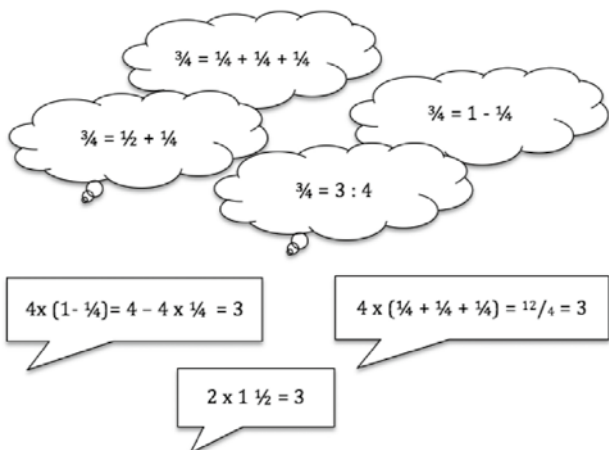 ¾ = ¼ + ¼ + ¼
¾ = 1 - ¼
¾ = ½ + ¼
¾ = 3 : 4
4x (1- ¼)= 4 – 4 x ¼ = 3
4 x (¼ + ¼ + ¼) = ¹²/₄ = 3
2 x 1 ½ = 3